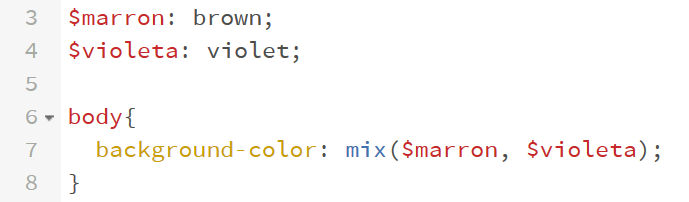 3 $marron: brown;
4 $violeta: violet;
5
6 body{
7 background-color: mix($marron, $violeta);
8 }